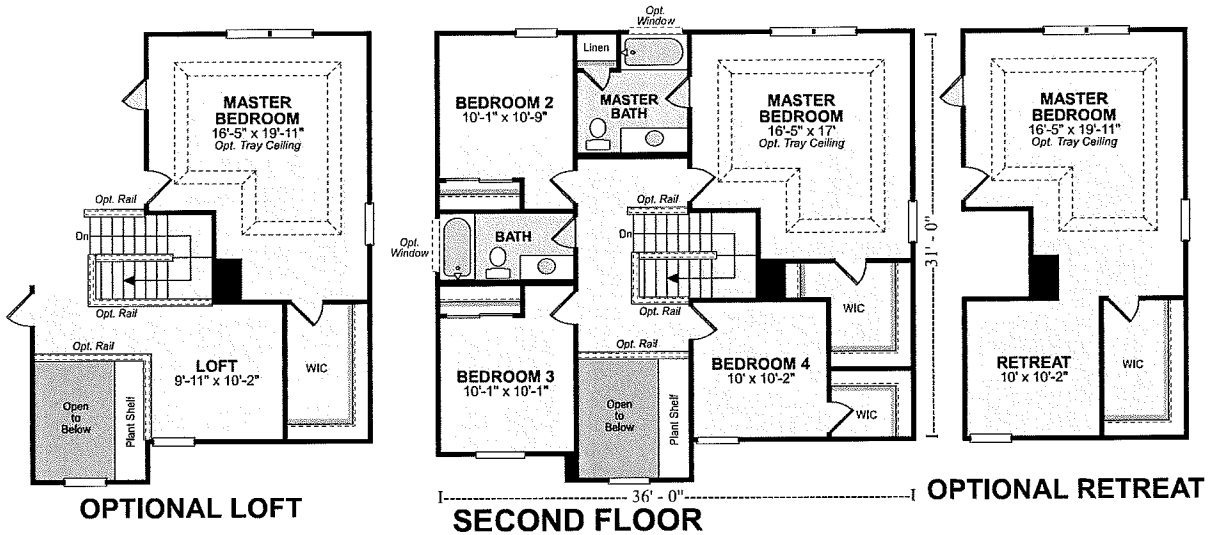 MASTER
BEDROOM
16'-5" x 19'-11"
Opt. Tray Ceiling
Opt. Rail
Dn
Opt. Rail
Opt. Rail
LOFT
9'-11" x 10'-2"
WIC
Open
to
Below
Plant Shelf
OPTIONAL LOFT
Opt.
Window
Linen
BEDROOM 2
10'-1" x 10'-9"
MASTER
BATH
MASTER
BEDROOM
16'-5" x 17'
Opt. Tray Ceiling
Opt. Rail
Dn
Opt.
Window
BATH
Opt. Rail
WIC
Opt. Rail
BEDROOM 3
10'-1" x 10'-1"
BEDROOM 4
10' x 10'-2"
WIC
Open
to
Below
Plant Shelf
31' - 0"
36' - 0"
SECOND FLOOR
MASTER
BEDROOM
16'-5" x 19'-11"
Opt. Tray Ceiling
RETREAT
10' x 10'-2"
WIC
OPTIONAL RETREAT